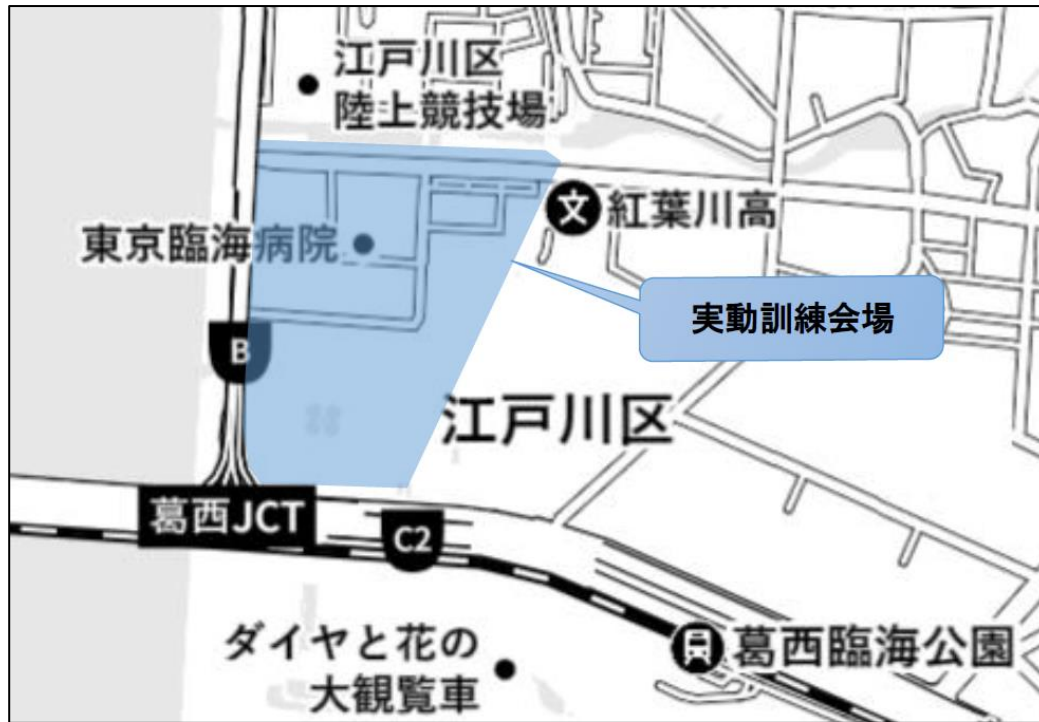 江戸川区
陸上競技場
文
紅葉川高
東京臨海病院
実動訓練会場
B
江戸川区
葛西JCT
C2
ダイヤと花の
大観覧車
葛西臨海公園